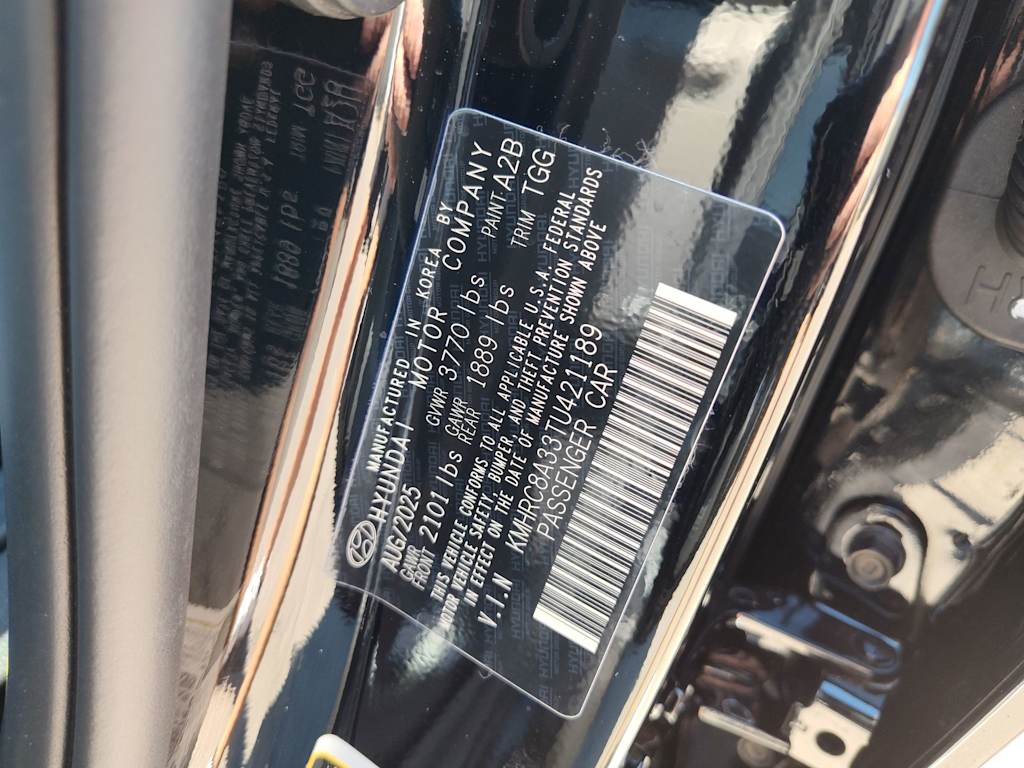 MANUFACTURED IN KOREA BY
HYUNDAI MOTOR COMPANY
AUG/2025 GVWR 3770 lbs PAINT A2B
GAWR FRONT 2101 lbs GAWR REAR 1889 lbs TRIM TGG
THIS VEHICLE CONFORMS TO ALL APPLICABLE U.S.A. FEDERAL
MOTOR VEHICLE SAFETY, BUMPER, AND THEFT PREVENTION STANDARDS
IN EFFECT ON THE DATE OF MANUFACTURE SHOWN ABOVE
V.I.N KMHRC8A33TU421189
PASSENGER CAR